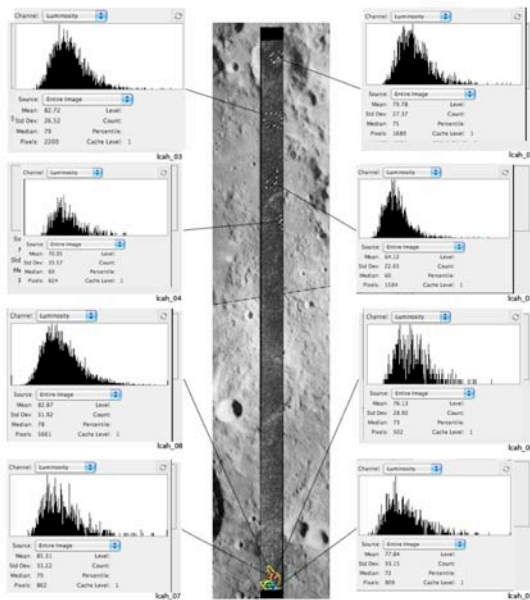 Channel: Luminosity
Source: Entire Image
Mean: 82.72 Level:
Std Dev: 26.52 Count:
Median: 79 Percentile:
Pixels: 2200 Cache Level: 1
lcah_03
Channel: Luminosity
Source: Entire Image
Mean: 79.78 Level:
Std Dev: 27.37 Count:
Median: 75 Percentile:
Pixels: 1689 Cache Level: 1
Channel: Luminosity
Source: Entire Image
Mean: 70.05 Level:
Std Dev: Count:
Median: 69 Percentile:
Pixels: 624 Cache Level: 1
lcah_04
Channel: Luminosity
Source: Entire Image
Mean: 64.12 Level:
Std Dev: 22.03 Count:
Median: 60 Percentile:
Pixels: 1584 Cache Level: 1
Channel: Luminosity
Source: Entire Image
Mean: 82.87 Level:
Std Dev: 31.92 Count:
Median: 78 Percentile:
Pixels: 5661 Cache Level: 1
lcah_08
Channel: Luminosity
Source: Entire Image
Mean: 76.13 Level:
Std Dev: 28.92 Count:
Median: 73 Percentile:
Pixels: 502 Cache Level: 1
Channel: Luminosity
Source: Entire Image
Mean: 81.31 Level:
Std Dev: 33.22 Count:
Median: 75 Percentile:
Pixels: 862 Cache Level: 1
lcah_07
Channel: Luminosity
Source: Entire Image
Mean: 77.84 Level:
Std Dev: 33.15 Count:
Median: 72 Percentile:
Pixels: 909 Cache Level: 1